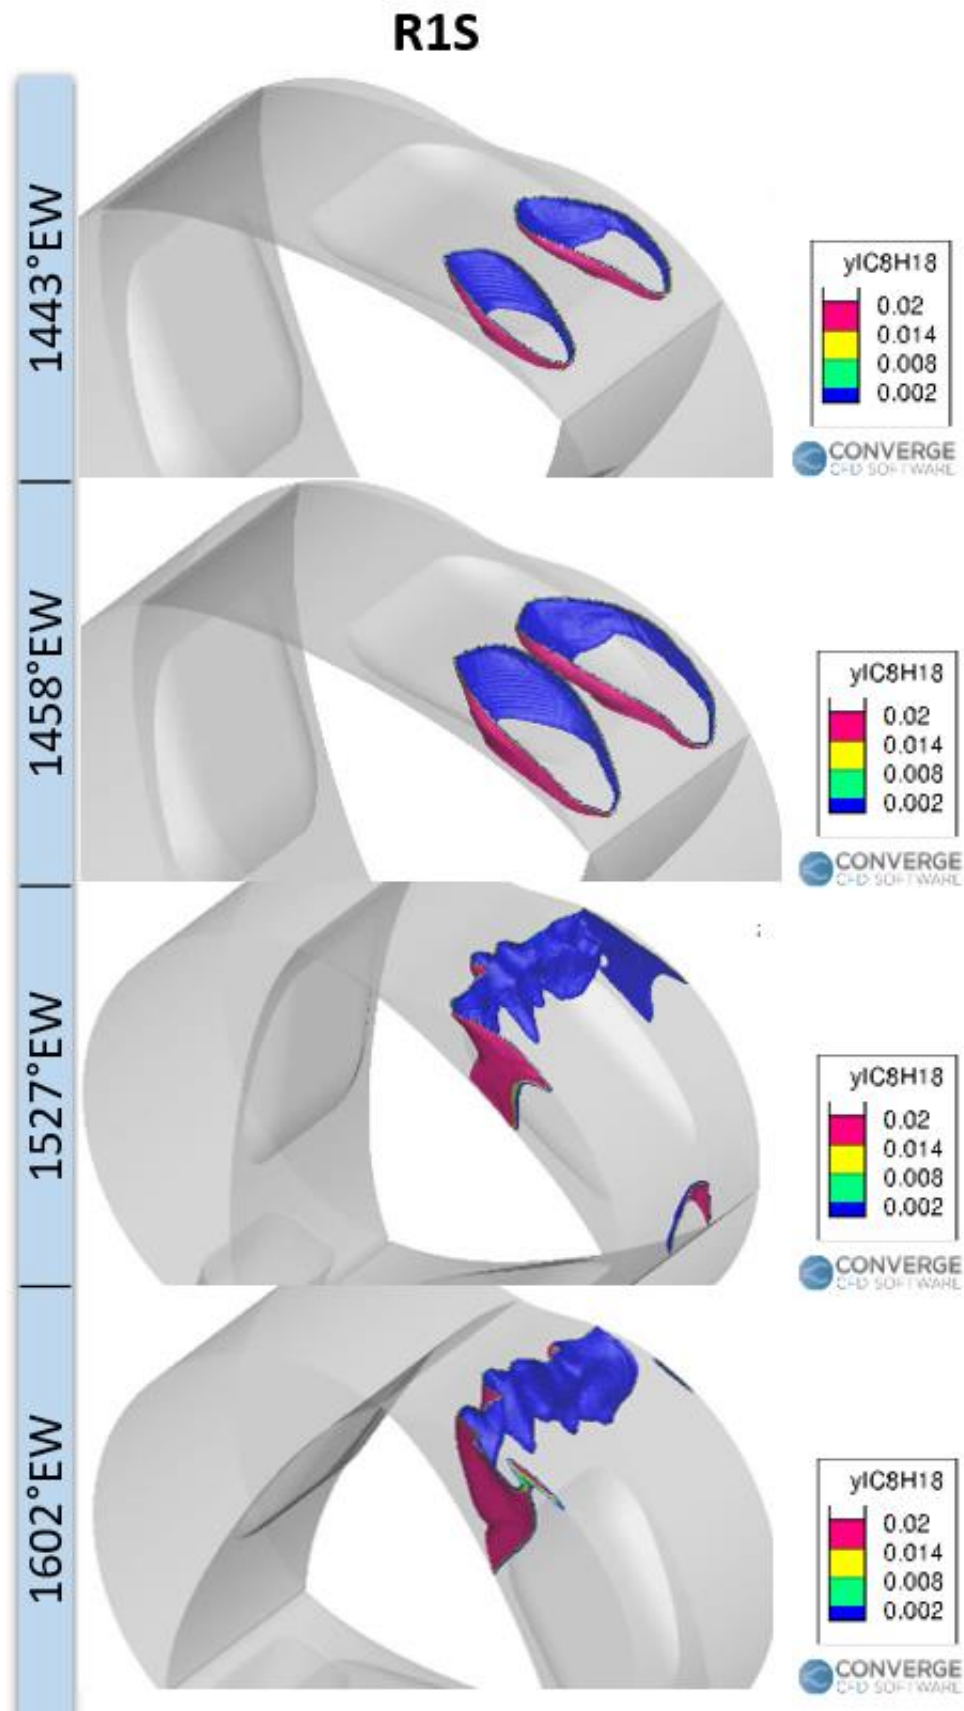 R1S
1443°EW
yIC8H18
0.02
0.014
0.008
0.002
CONVERGE
CFD SOFTWARE
1458°EW
yIC8H18
0.02
0.014
0.008
0.002
CONVERGE
CFD SOFTWARE
1527°EW
yIC8H18
0.02
0.014
0.008
0.002
CONVERGE
CFD SOFTWARE
1602°EW
yIC8H18
0.02
0.014
0.008
0.002
CONVERGE
CFD SOFTWARE